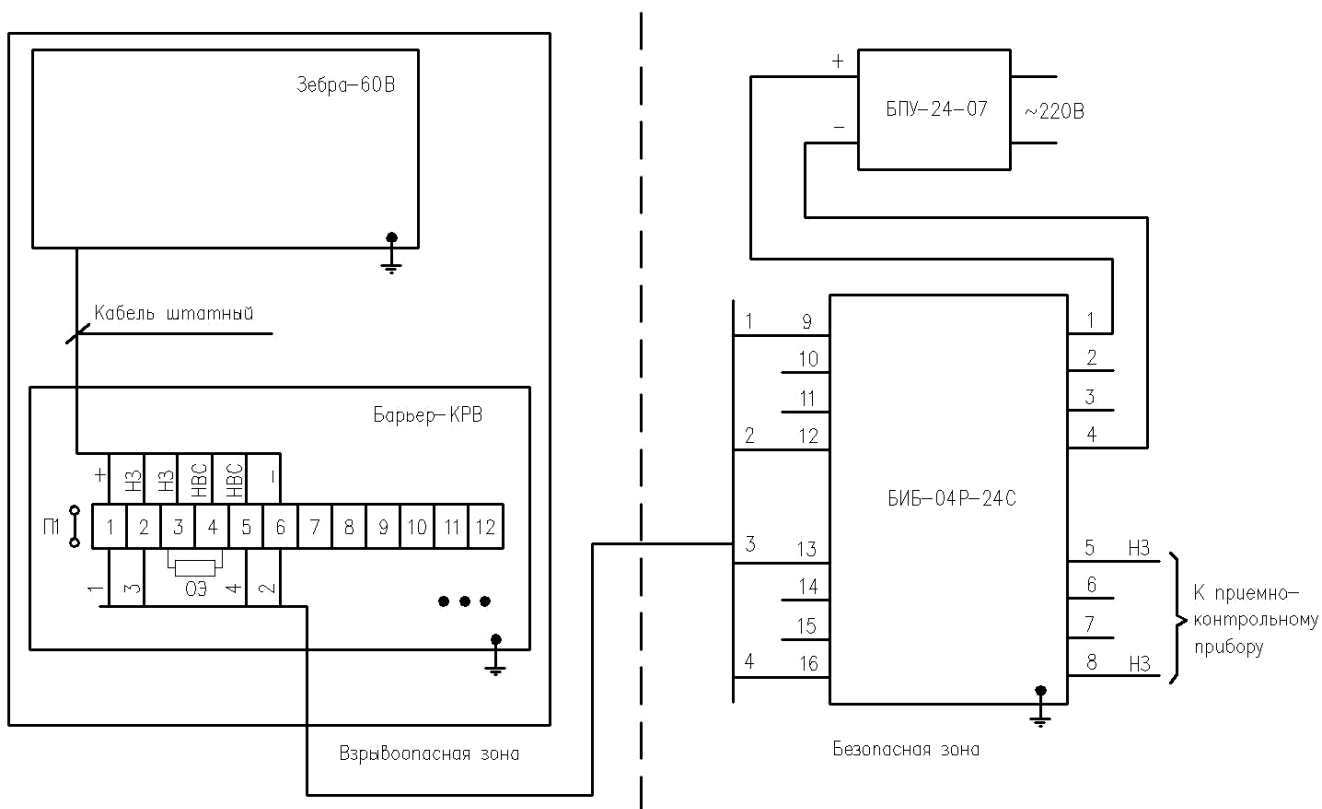 Зебра-60В
Кабель штатный
Барьер-КРВ
+ НЗ НЗ НВС НВС -
П1 1 2 3 4 5 6 7 8 9 10 11 12
1 3 ОЭ 4 2
Взрывоопасная зона
+
БПУ-24-07 ~220В
-
1 9
10
11
2 12
3 13
14
15
4 16
БИБ-04Р-24С
1
2
3
4
5 НЗ
6
7
8 НЗ
К приемно-
контрольному
прибору
Безопасная зона